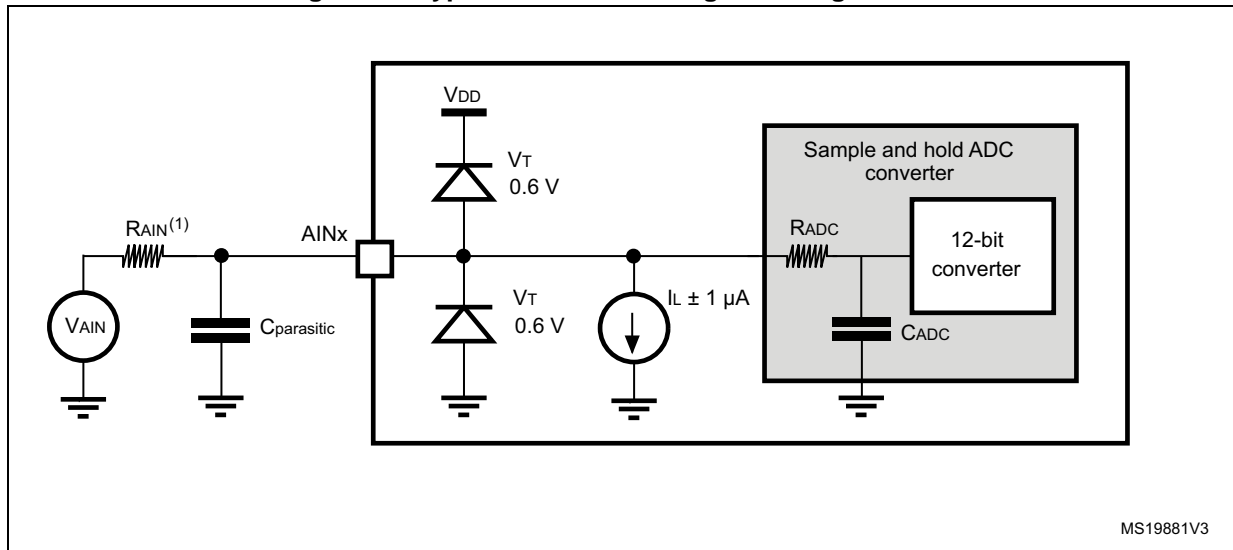 VDD
VT
0.6 V
Sample and hold ADC
converter
RAIN(1)
AINx
RADC
12-bit
converter
VT
0.6 V
IL ± 1 µA
VAIN
Cparasitic
CADC
MS19881V3